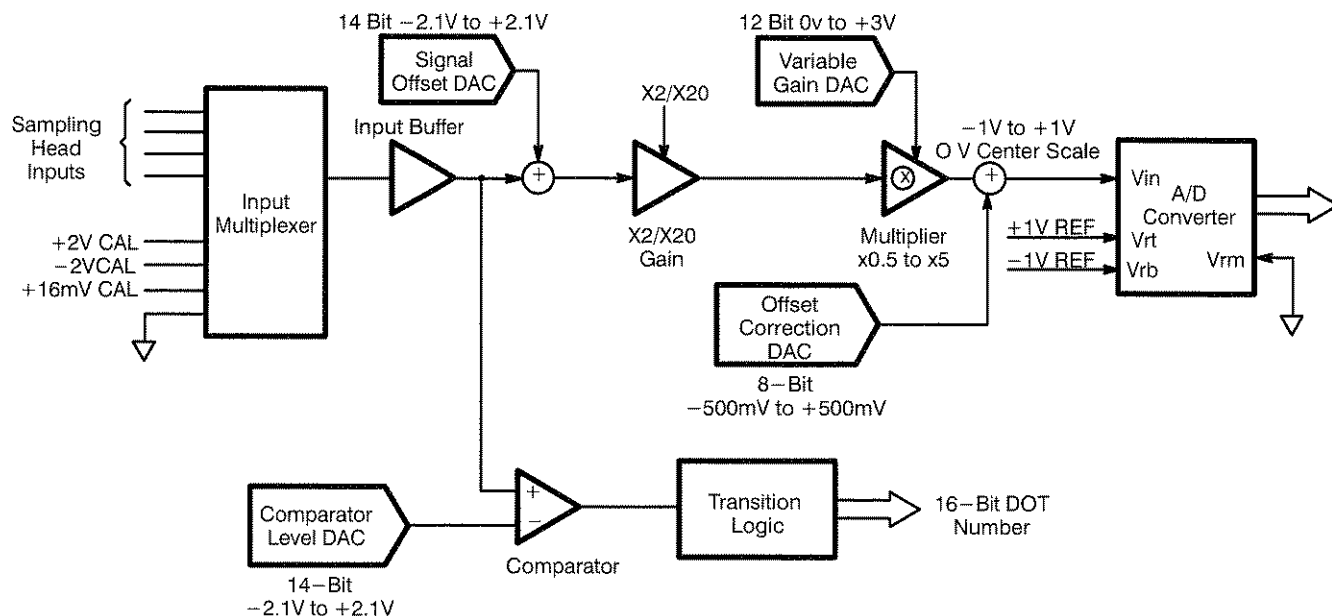 14 Bit −2.1V to +2.1V
Signal
Offset DAC
12 Bit 0v to +3V
Variable
Gain DAC
Sampling
Head
Inputs
Input
Multiplexer
+2V CAL
−2VCAL
+16mV CAL
Input Buffer
+
X2/X20
X2/X20
Gain
x
Multiplier
x0.5 to x5
−1V to +1V
O V Center Scale
+
Vin
A/D
Converter
+1V REF
Vrt
−1V REF
Vrb
Vrm
Offset
Correction
DAC
8−Bit
−500mV to +500mV
Comparator
Level DAC
14−Bit
−2.1V to +2.1V
+
−
Comparator
Transition
Logic
16−Bit DOT
Number